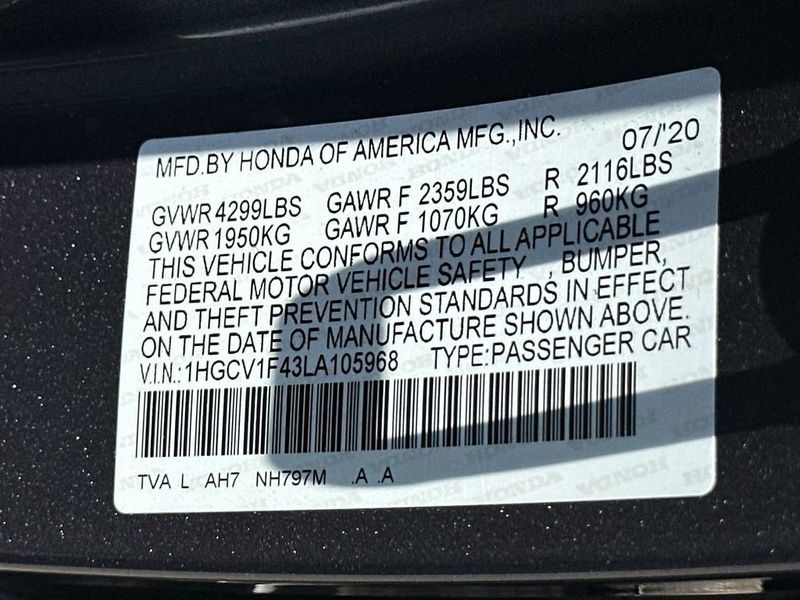 MFD.BY HONDA OF AMERICA MFG.,INC. 07/'20
GVWR 4299LBS GAWR F 2359LBS R 2116LBS
GVWR 1950KG GAWR F 1070KG R 960KG
THIS VEHICLE CONFORMS TO ALL APPLICABLE
FEDERAL MOTOR VEHICLE SAFETY , BUMPER,
AND THEFT PREVENTION STANDARDS IN EFFECT
ON THE DATE OF MANUFACTURE SHOWN ABOVE.
V.I.N.:1HGCV1F43LA105968 TYPE:PASSENGER CAR
TVA L AH7 NH797M .A .A